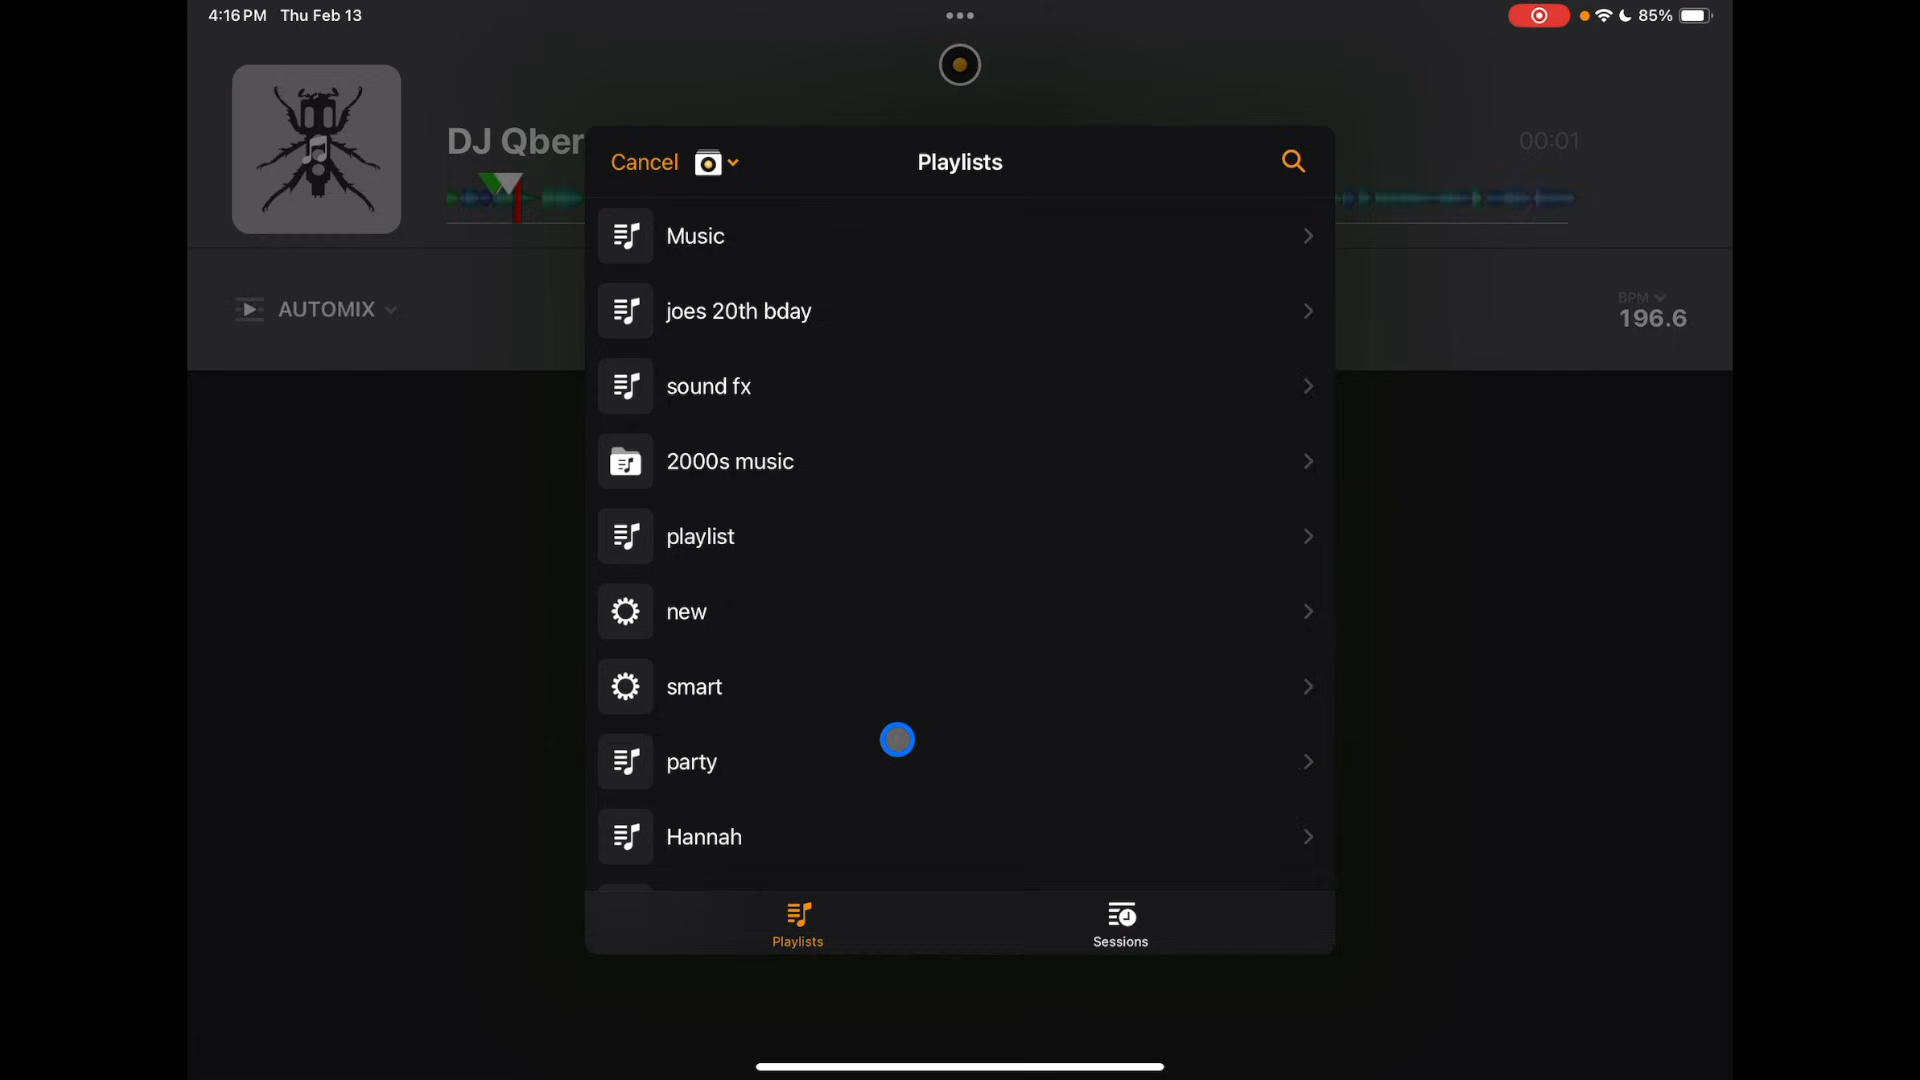 4:16 PM Thu Feb 13
85%
DJ Qber
00:01
Cancel
Playlists
Music
joes 20th bday
AUTOMIX
BPM
196.6
sound fx
2000s music
playlist
new
smart
party
Hannah
Playlists
Sessions